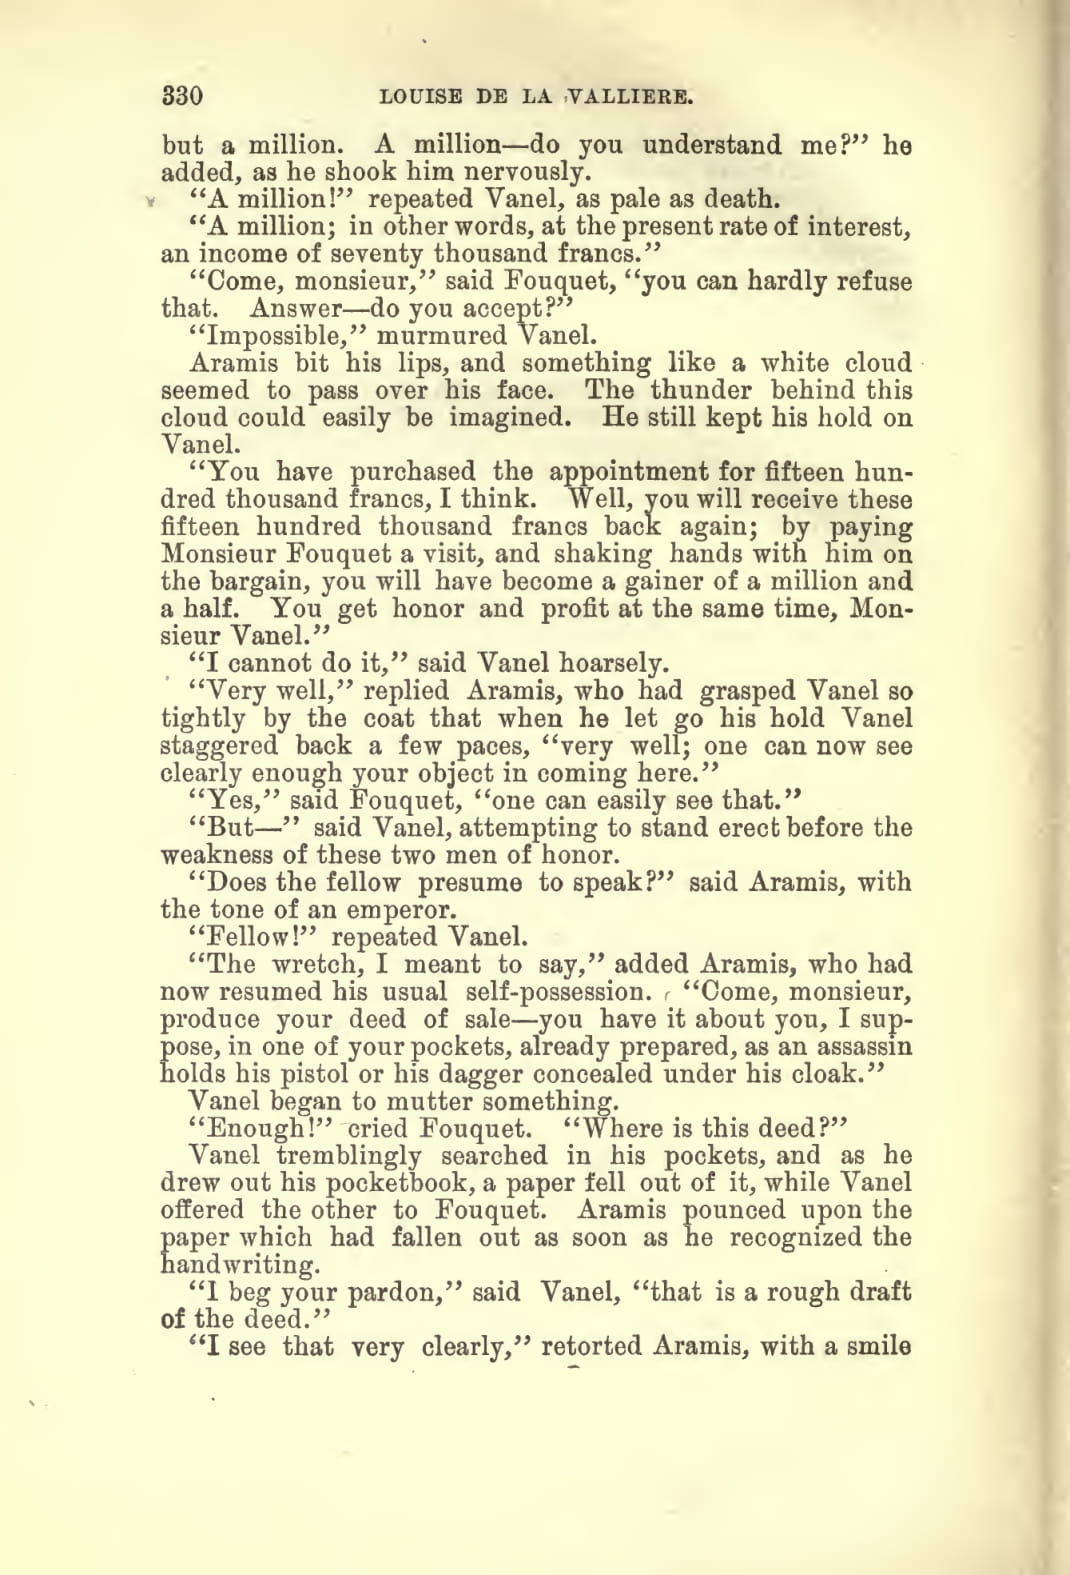 330 LOUISE DE LA VALLIERE.
but a million. A million—do you understand me?” he
added, as he shook him nervously.
“A million!” repeated Vanel, as pale as death.
“A million; in other words, at the present rate of interest,
an income of seventy thousand francs.”
“Come, monsieur,” said Fouquet, “you can hardly refuse
that. Answer—do you accept?”
“Impossible,” murmured Vanel.
Aramis bit his lips, and something like a white cloud
seemed to pass over his face. The thunder behind this
cloud could easily be imagined. He still kept his hold on
Vanel.
“You have purchased the appointment for fifteen hun-
dred thousand francs, I think. Well, you will receive these
fifteen hundred thousand francs back again; by paying
Monsieur Fouquet a visit, and shaking hands with him on
the bargain, you will have become a gainer of a million and
a half. You get honor and profit at the same time, Mon-
sieur Vanel.”
“I cannot do it,” said Vanel hoarsely.
“Very well,” replied Aramis, who had grasped Vanel so
tightly by the coat that when he let go his hold Vanel
staggered back a few paces, “very well; one can now see
clearly enough your object in coming here.”
“Yes,” said Fouquet, “one can easily see that.”
“But—” said Vanel, attempting to stand erect before the
weakness of these two men of honor.
“Does the fellow presume to speak?” said Aramis, with
the tone of an emperor.
“Fellow!” repeated Vanel.
“The wretch, I meant to say,” added Aramis, who had
now resumed his usual self-possession. “Come, monsieur,
produce your deed of sale—you have it about you, I sup-
pose, in one of your pockets, already prepared, as an assassin
holds his pistol or his dagger concealed under his cloak.”
Vanel began to mutter something.
“Enough!” cried Fouquet. “Where is this deed?”
Vanel tremblingly searched in his pockets, and as he
drew out his pocketbook, a paper fell out of it, while Vanel
offered the other to Fouquet. Aramis pounced upon the
paper which had fallen out as soon as he recognized the
handwriting.
“I beg your pardon,” said Vanel, “that is a rough draft
of the deed.”
“I see that very clearly,” retorted Aramis, with a smile